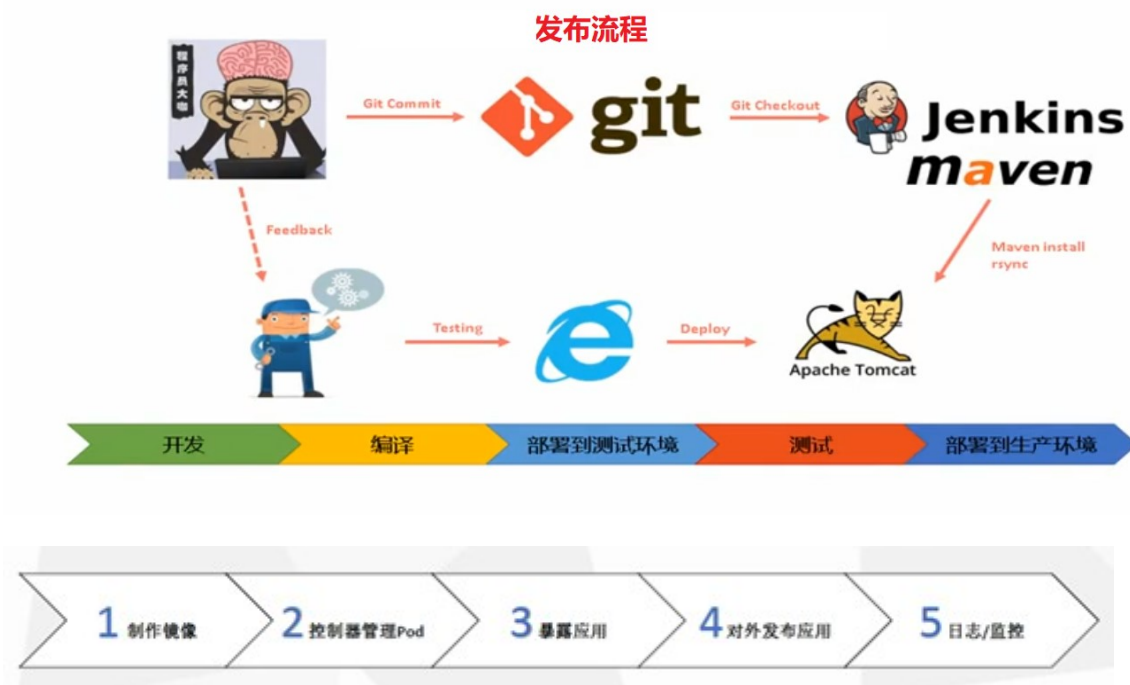 发布流程
程序员大咖
Git Commit
git
Git Checkout
Jenkins
maven
Feedback
Maven install
rsync
Testing
Deploy
Apache Tomcat
开发
编译
部署到测试环境
测试
部署到生产环境
1 制作镜像
2 控制器管理Pod
3 暴露应用
4 对外发布应用
5 日志/监控